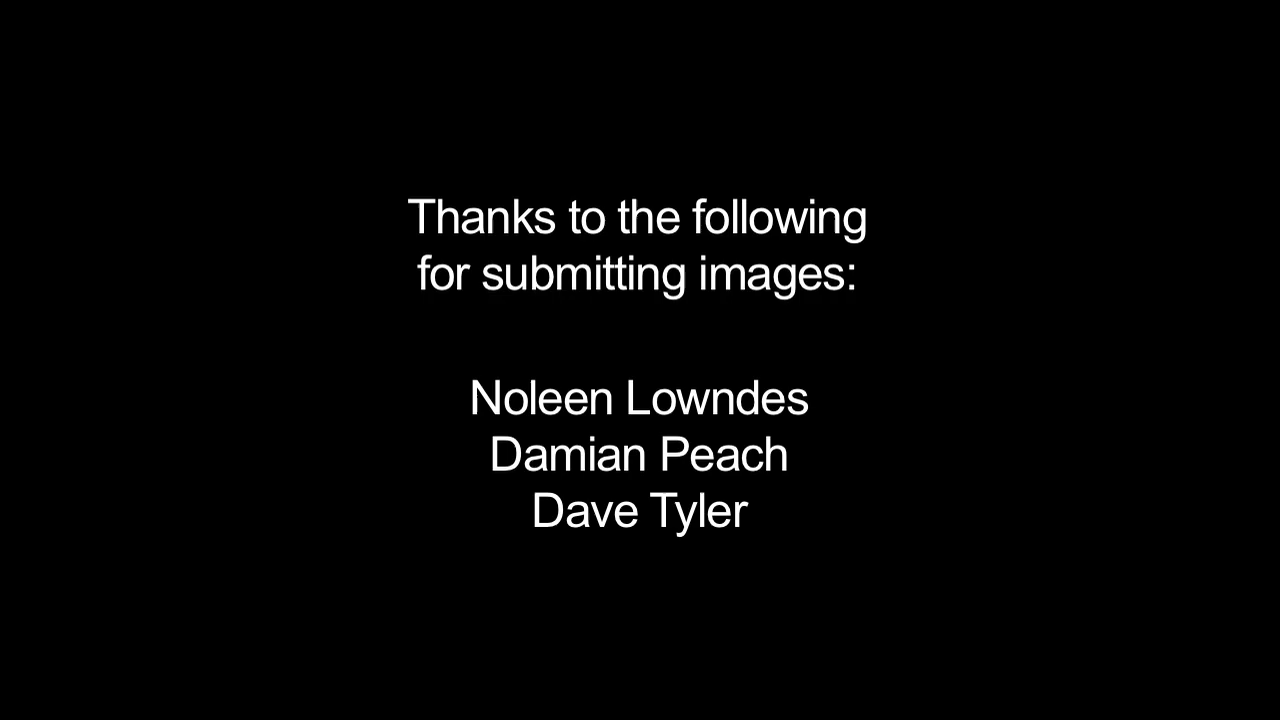 Thanks to the following
for submitting images:
Noleen Lowndes
Damian Peach
Dave Tyler